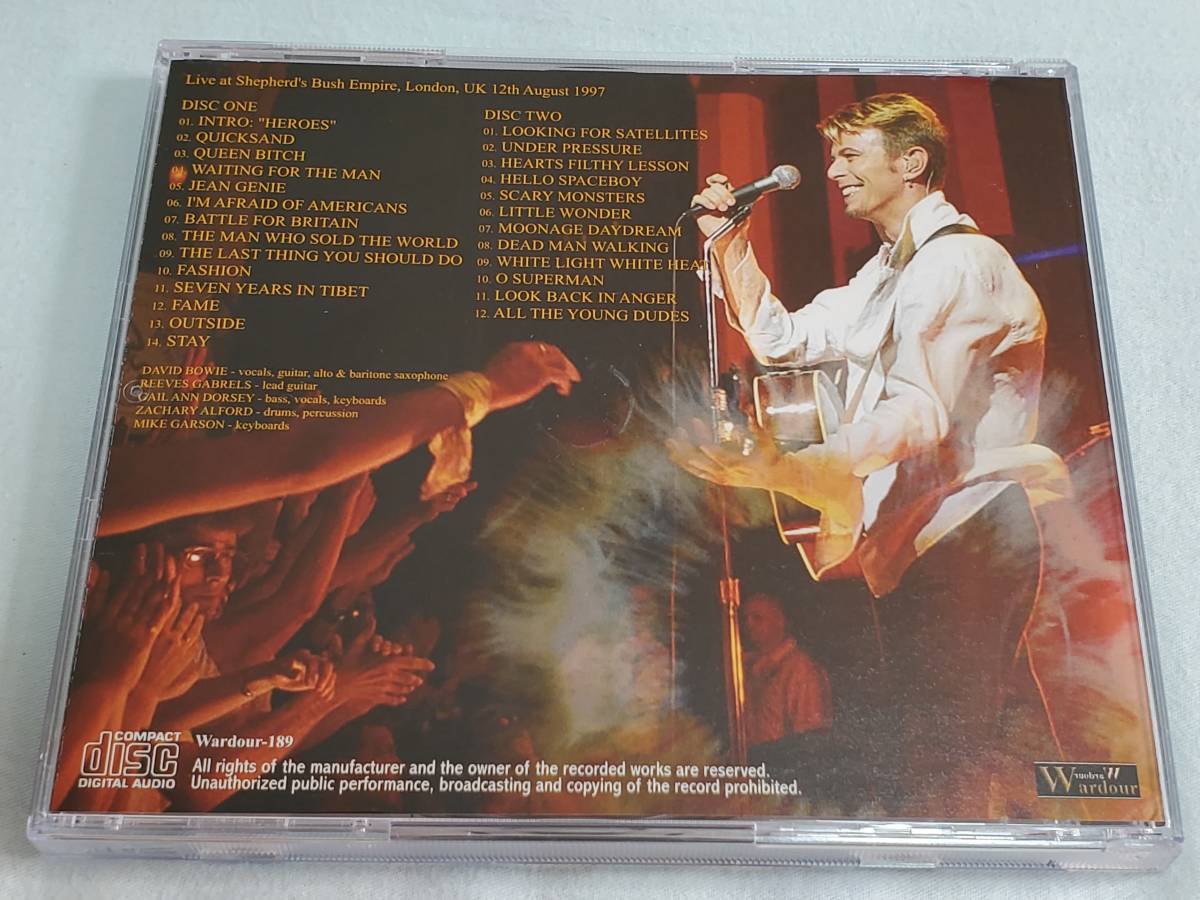 Live at Shepherd's Bush Empire, London, UK 12th August 1997
DISC ONE
01. INTRO: "HEROES"
02. QUICKSAND
03. QUEEN BITCH
04. WAITING FOR THE MAN
05. JEAN GENIE
06. I'M AFRAID OF AMERICANS
07. BATTLE FOR BRITAIN
08. THE MAN WHO SOLD THE WORLD
09. THE LAST THING YOU SHOULD DO
10. FASHION
11. SEVEN YEARS IN TIBET
12. FAME
13. OUTSIDE
14. STAY
DISC TWO
01. LOOKING FOR SATELLITES
02. UNDER PRESSURE
03. HEARTS FILTHY LESSON
04. HELLO SPACEBOY
05. SCARY MONSTERS
06. LITTLE WONDER
07. MOONAGE DAYDREAM
08. DEAD MAN WALKING
09. WHITE LIGHT WHITE HEAT
10. O SUPERMAN
11. LOOK BACK IN ANGER
12. ALL THE YOUNG DUDES
DAVID BOWIE - vocals, guitar, alto & baritone saxophone
REEVES GABRELS - lead guitar
GAIL ANN DORSEY - bass, vocals, keyboards
ZACHARY ALFORD - drums, percussion
MIKE GARSON - keyboards
COMPACT
disc
DIGITAL AUDIO
Wardour-189
All rights of the manufacturer and the owner of the recorded works are reserved.
Unauthorized public performance, broadcasting and copying of the record prohibited.
Wardour